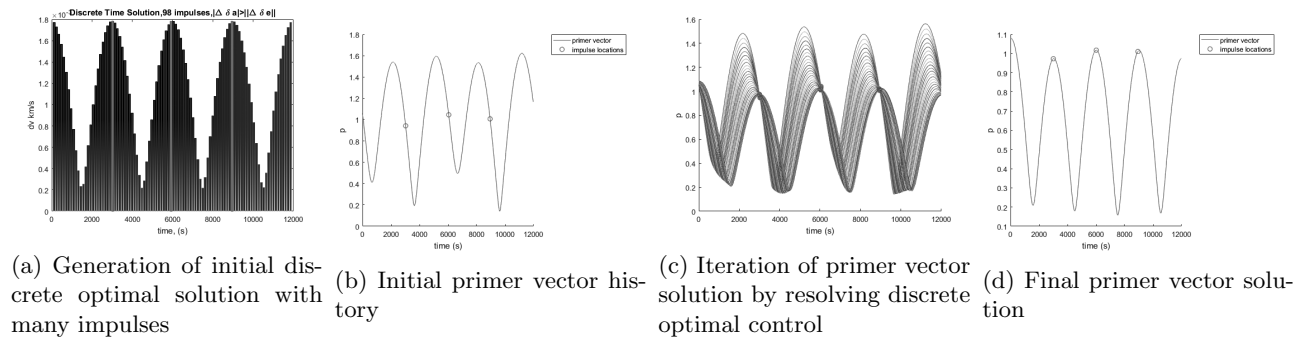 Discrete Time Solution,98 impulses,|Δ δ a|>||Δ δ e||
1.8
1.6
1.4
1.2
1
0.8
0.6
0.4
0.2
0
dv km/s
0 2000 4000 6000 8000 10000 12000
time, (s)
(a) Generation of initial dis-
crete optimal solution with
many impulses
primer vector
impulse locations
1.8
1.6
1.4
1.2
1
0.8
0.6
0.4
0.2
0
p
0 2000 4000 6000 8000 10000 12000
time (s)
(b) Initial primer vector his-
tory
1.6
1.4
1.2
1
0.8
0.6
0.4
0.2
0
p
0 2000 4000 6000 8000 10000 12000
time (s)
(c) Iteration of primer vector
solution by resolving discrete
optimal control
primer vector
impulse locations
1.1
1
0.9
0.8
0.7
0.6
0.5
0.4
0.3
0.2
0.1
p
0 2000 4000 6000 8000 10000 12000
time (s)
(d) Final primer vector solu-
tion